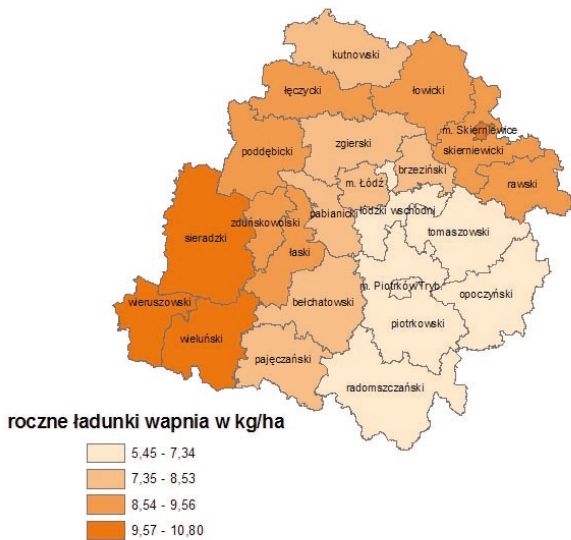 kutnowski
łęczycki
łowicki
m. Skierniewice
zgierski
skierniewicki
poddębicki
brzeziński
rawski
m. Łódź
pabianicki
łódzki wschodni
zduńskowolski
tomaszowski
sieradzki
łaski
m. Piotrków Tryb.
opoczyński
wieruszowski
bełchatowski
piotrkowski
wieluński
pajęczański
radomszczański
roczne ładunki wapnia w kg/ha
5,45 - 7,34
7,35 - 8,53
8,54 - 9,56
9,57 - 10,80